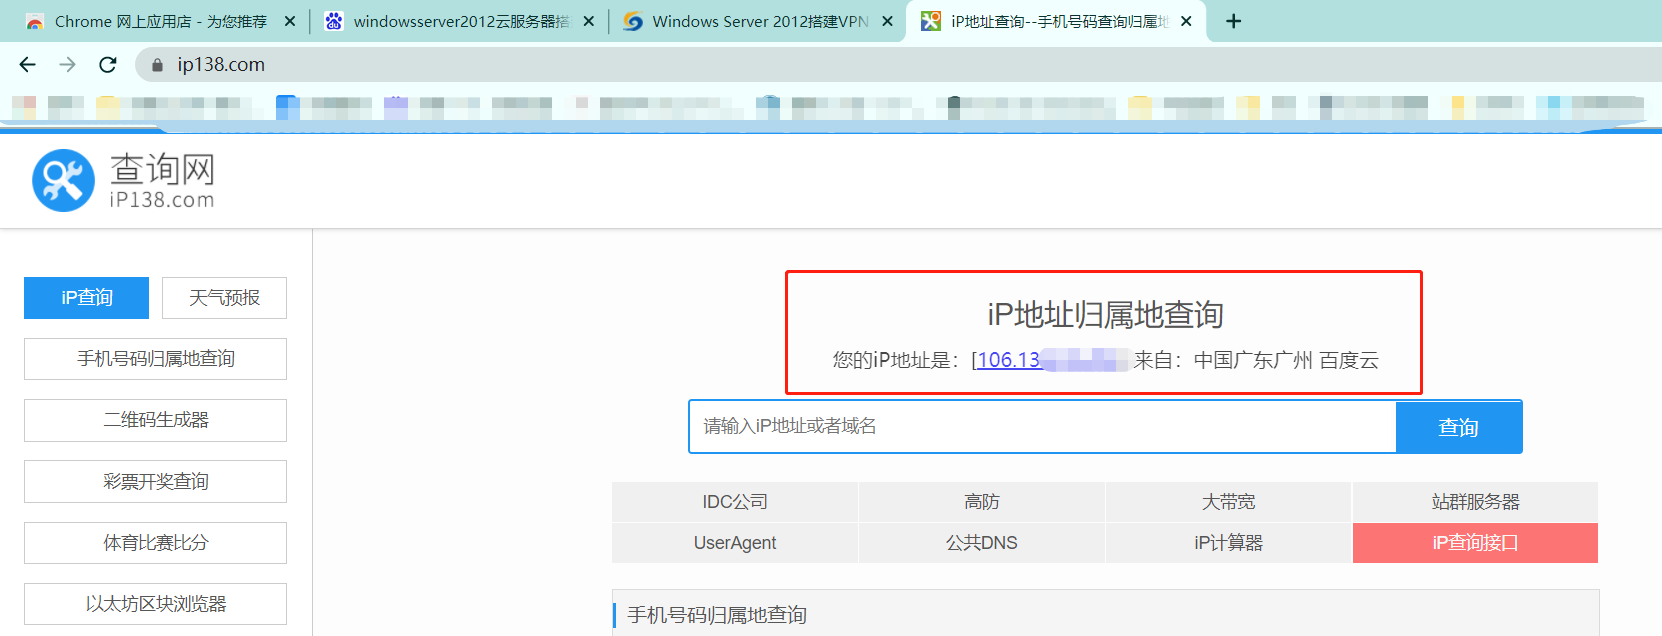 Chrome 网上应用店 - 为您推荐
windowsserver2012云服务器搭
Windows Server 2012搭建VPN
iP地址查询--手机号码查询归属地
ip138.com
查询网
iP138.com
iP查询
天气预报
手机号码归属地查询
二维码生成器
彩票开奖查询
体育比赛比分
以太坊区块浏览器
iP地址归属地查询
您的iP地址是：[106.13 来自：中国广东广州 百度云
请输入iP地址或者域名
查询
IDC公司 高防 大带宽 站群服务器
UserAgent 公共DNS iP计算器 iP查询接口
手机号码归属地查询